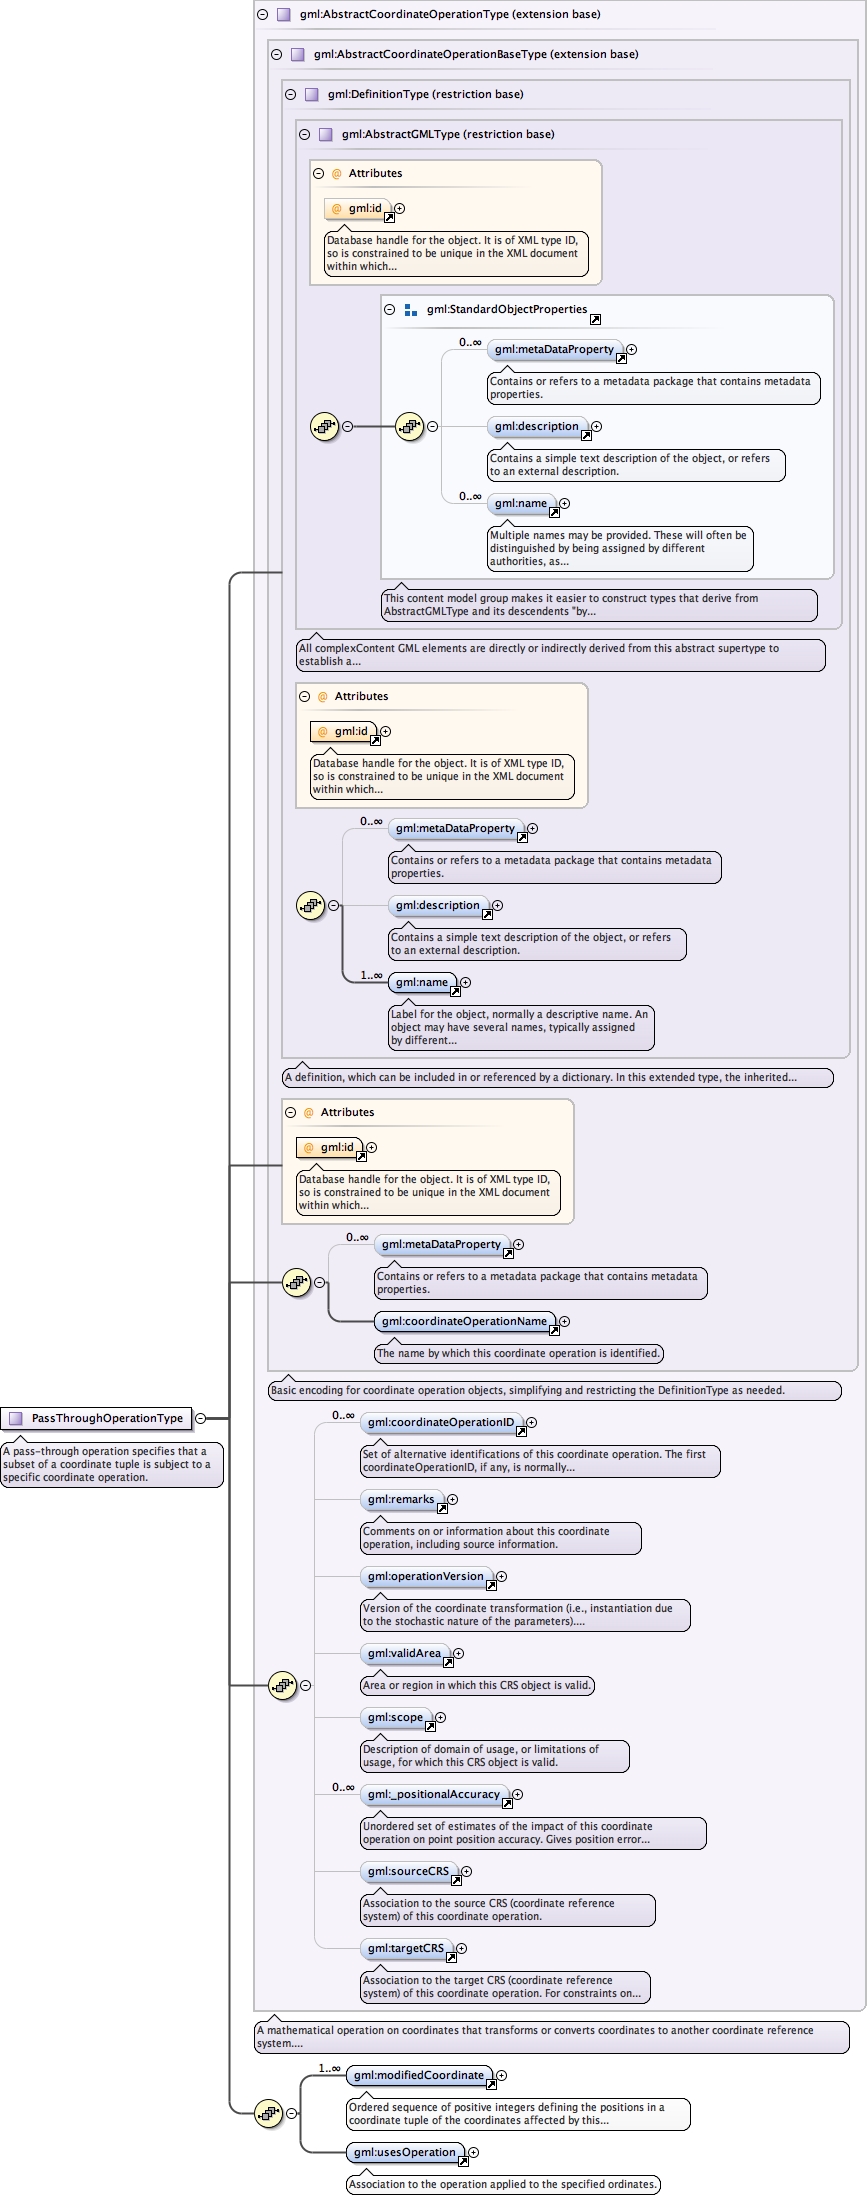 gml:AbstractCoordinateOperationType (extension base)
gml:AbstractCoordinateOperationBaseType (extension base)
gml:DefinitionType (restriction base)
gml:AbstractGMLType (restriction base)
@ Attributes
@ gml:id
Database handle for the object. It is of XML type ID,
so is constrained to be unique in the XML document
within which...
gml:StandardObjectProperties
0..∞
gml:metaDataProperty
Contains or refers to a metadata package that contains metadata
properties.
gml:description
Contains a simple text description of the object, or refers
to an external description.
0..∞
gml:name
Multiple names may be provided. These will often be
distinguished by being assigned by different
authorities, as...
This content model group makes it easier to construct types that derive from
AbstractGMLType and its descendents "by...
All complexContent GML elements are directly or indirectly derived from this abstract supertype to
establish a...
@ Attributes
@ gml:id
Database handle for the object. It is of XML type ID,
so is constrained to be unique in the XML document
within which...
0..∞
gml:metaDataProperty
Contains or refers to a metadata package that contains metadata
properties.
gml:description
Contains a simple text description of the object, or refers
to an external description.
1..∞
gml:name
Label for the object, normally a descriptive name. An
object may have several names, typically assigned
by different...
A definition, which can be included in or referenced by a dictionary. In this extended type, the inherited...
@ Attributes
@ gml:id
Database handle for the object. It is of XML type ID,
so is constrained to be unique in the XML document
within which...
0..∞
gml:metaDataProperty
Contains or refers to a metadata package that contains metadata
properties.
gml:coordinateOperationName
The name by which this coordinate operation is identified.
Basic encoding for coordinate operation objects, simplifying and restricting the DefinitionType as needed.
PassThroughOperationType
A pass-through operation specifies that a
subset of a coordinate tuple is subject to a
specific coordinate operation.
0..∞
gml:coordinateOperationID
Set of alternative identifications of this coordinate operation. The first
coordinateOperationID, if any, is normally...
gml:remarks
Comments on or information about this coordinate
operation, including source information.
gml:operationVersion
Version of the coordinate transformation (i.e., instantiation due
to the stochastic nature of the parameters)....
gml:validArea
Area or region in which this CRS object is valid.
gml:scope
Description of domain of usage, or limitations of
usage, for which this CRS object is valid.
0..∞
gml:_positionalAccuracy
Unordered set of estimates of the impact of this coordinate
operation on point position accuracy. Gives position error...
gml:sourceCRS
Association to the source CRS (coordinate reference
system) of this coordinate operation.
gml:targetCRS
Association to the target CRS (coordinate reference
system) of this coordinate operation. For constraints on...
A mathematical operation on coordinates that transforms or converts coordinates to another coordinate reference
system....
1..∞
gml:modifiedCoordinate
Ordered sequence of positive integers defining the positions in a
coordinate tuple of the coordinates affected by this...
gml:usesOperation
Association to the operation applied to the specified ordinates.